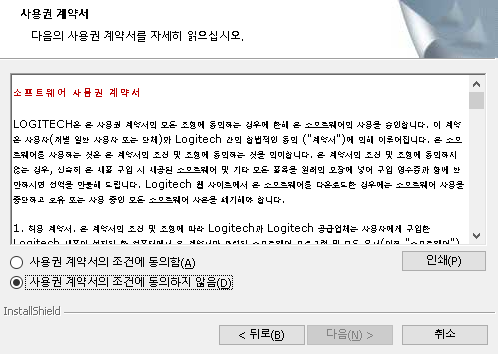 사용권 계약서
다음의 사용권 계약서를 자세히 읽으십시오.
소프트웨어 사용권 계약서
LOGITECH은 본 사용권 계약서의 모든 조항에 동의하는 경우에 한해 본 소프트웨어의 사용을 승인합니다. 이 계약
은 사용자(개별 일반 사용자 또는 단체)와 Logitech 간의 합법적인 동의 ("계약서")에 의해 이루어집니다. 본 소프
트웨어를 사용하는 것은 본 계약서의 조건 및 조항에 동의하는 것을 의미합니다. 본 계약서의 조건 및 조항에 동의하지
않는 경우, 신속히 본 제품 구입 시 제공된 소프트웨어 및 기타 모든 품목을 원래의 포장에 넣어 구입 영수증과 함께 반
환하시면 전액을 환불해 드립니다. Logitech 웹 사이트에서 본 소프트웨어를 다운로드한 경우에는 소프트웨어 사용을
중단하고 보유 또는 사용 중인 모든 소프트웨어 사본을 폐기해야 합니다.
1. 허용 계약서. 본 계약서의 조건 및 조항에 따라 Logitech과 Logitech 공급업체는 사용자에게 구입한
사용권 계약서의 조건에 동의함(A)
인쇄(P)
사용권 계약서의 조건에 동의하지 않음(D)
InstallShield
< 뒤로(B)
다음(N) >
취소